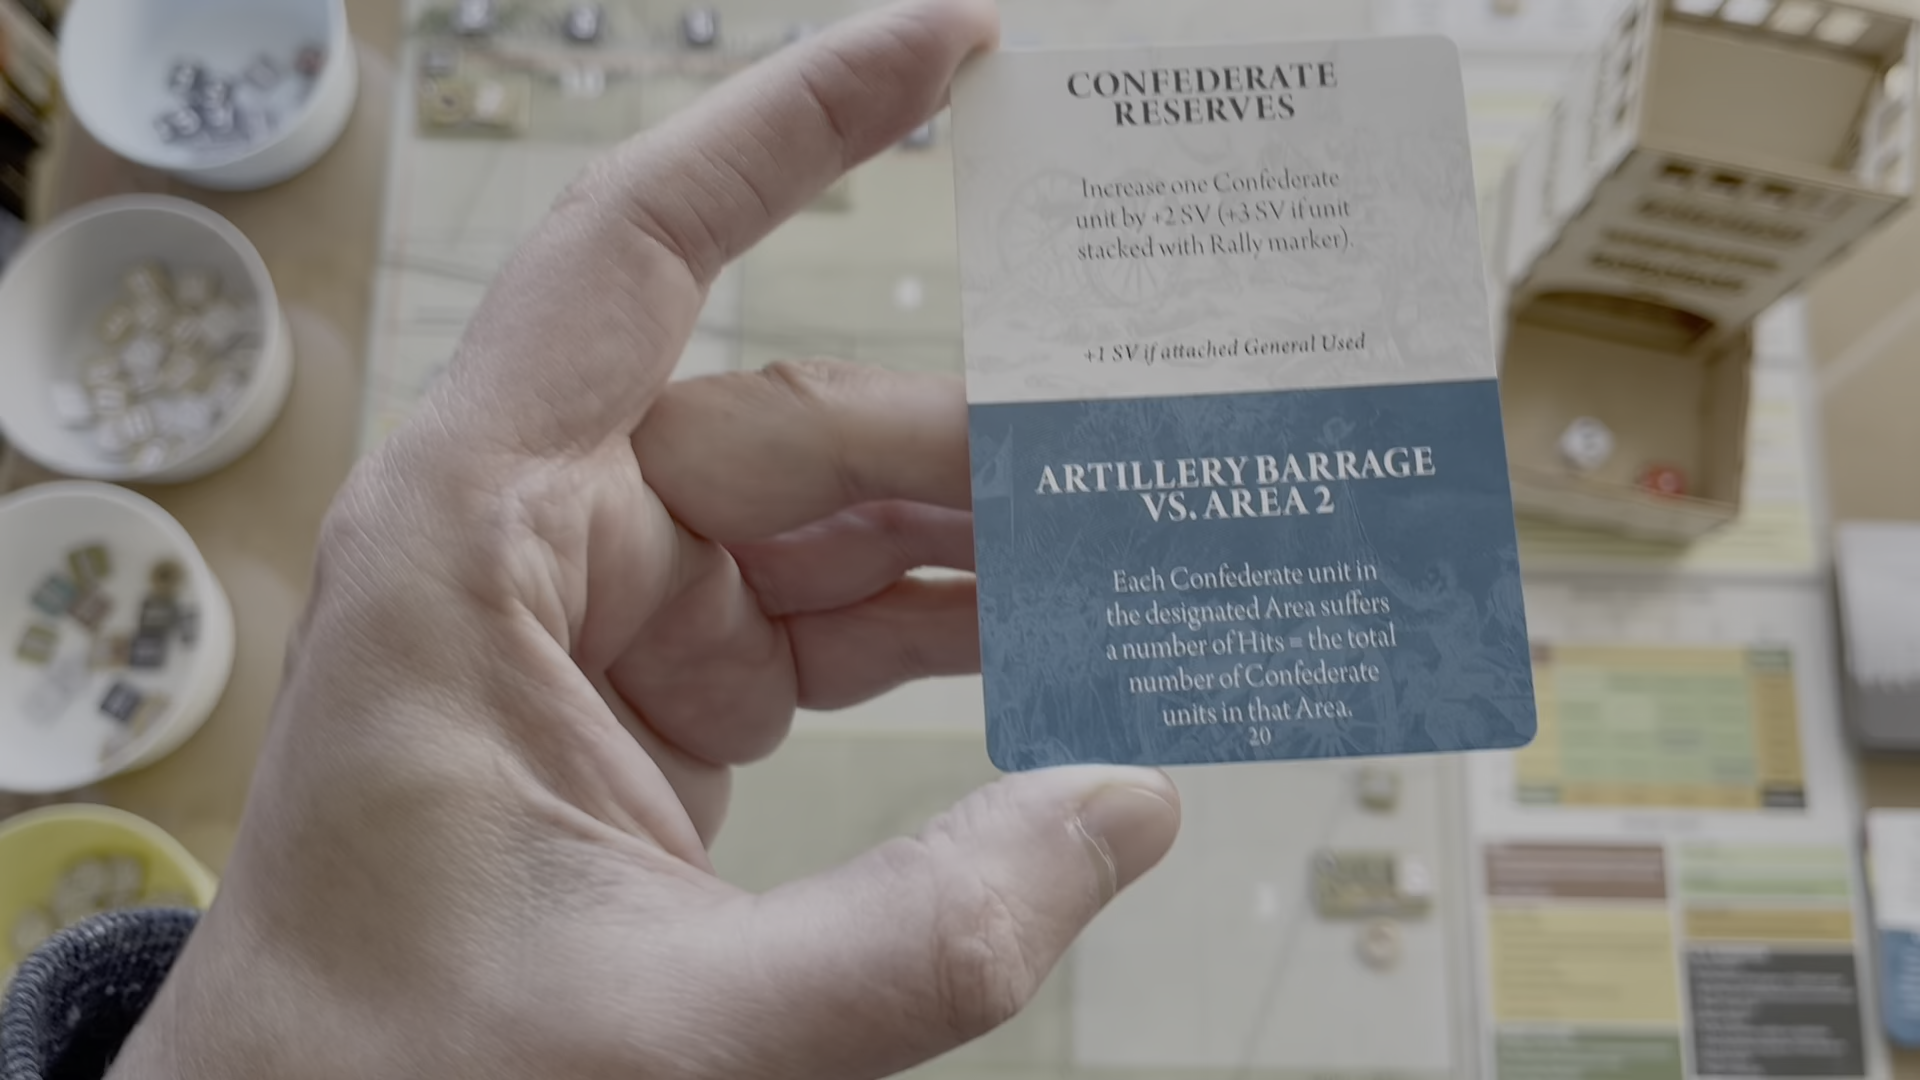 CONFEDERATE
RESERVES
Increase one Confederate
unit by +2 SV (+3 SV if unit
stacked with Rally marker).
+1 SV if attached General Used
ARTILLERY BARRAGE
VS. AREA 2
Each Confederate unit in
the designated Area suffers
a number of Hits = the total
number of Confederate
units in that Area.
20